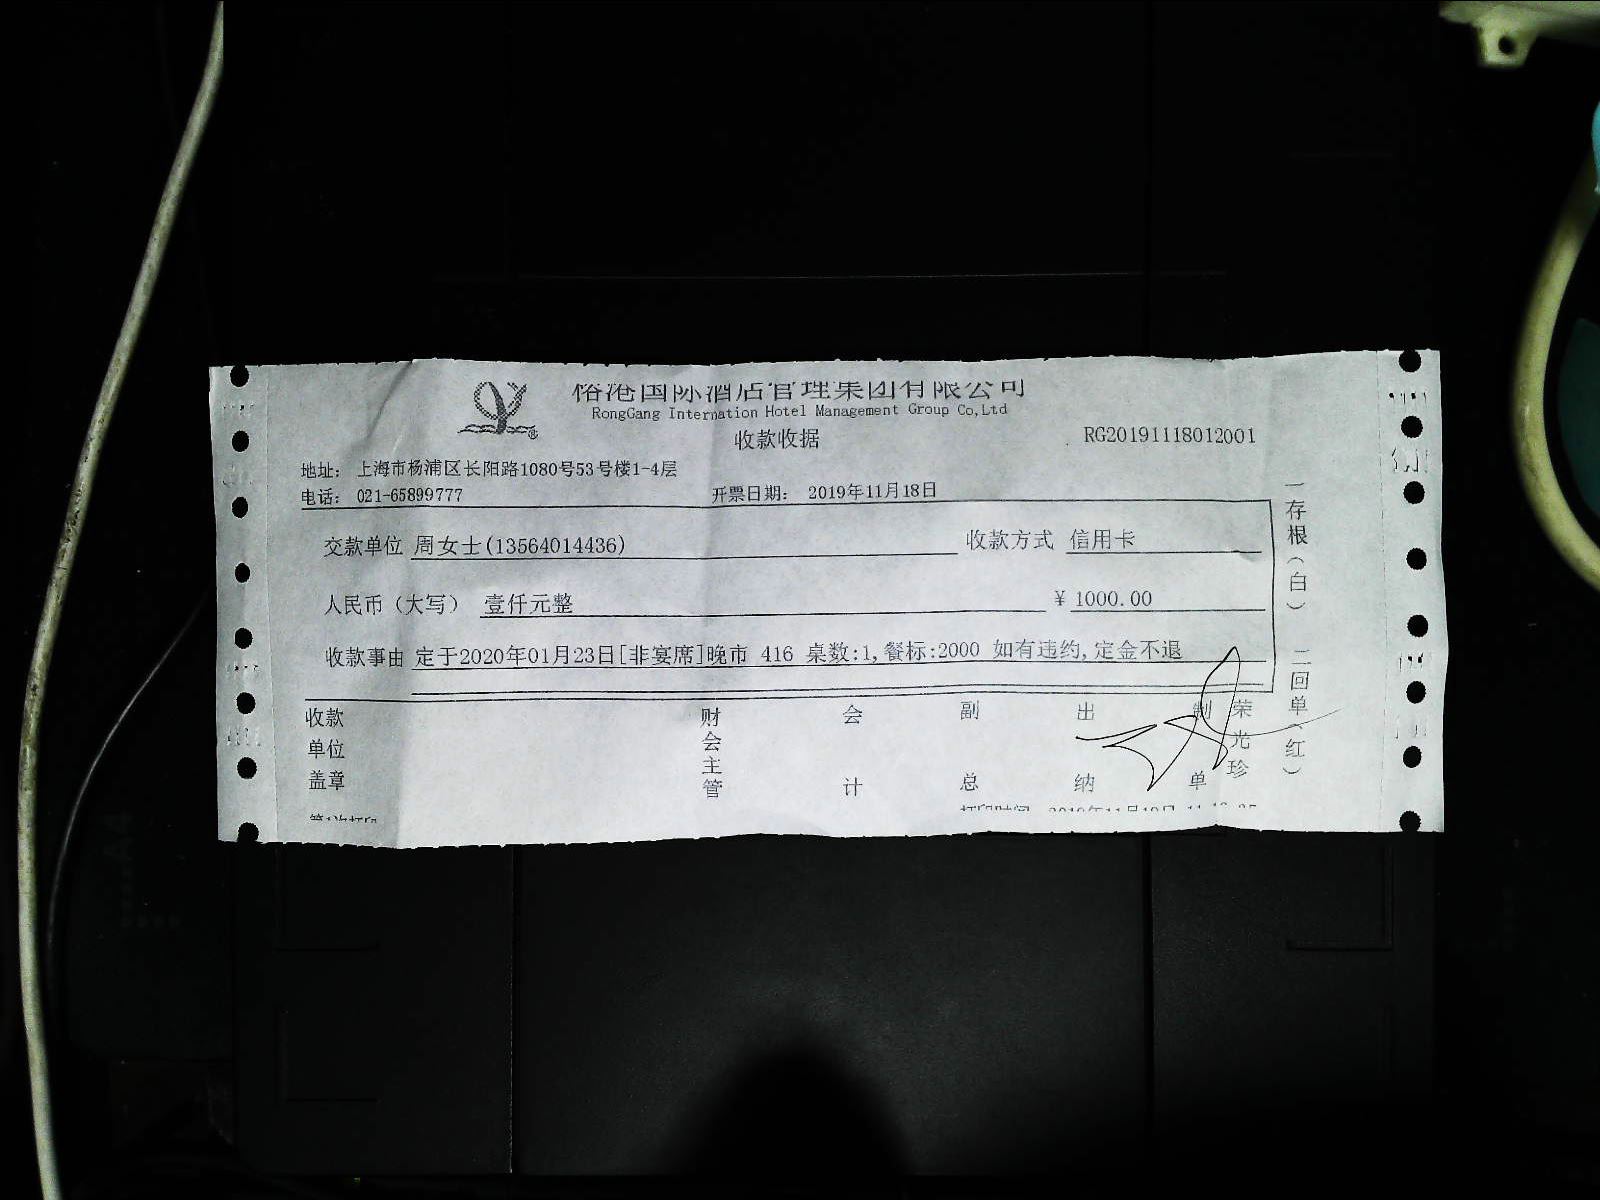 榕港国际酒店管理集团有限公司
RongGang Internation Hotel Management Group Co,Ltd
收款收据
RG20191118012001
地址： 上海市杨浦区长阳路1080号53号楼1-4层
电话： 021-65899777 开票日期： 2019年11月18日
交款单位 周女士(13564014436) 收款方式 信用卡
人民币（大写） 壹仟元整 ¥ 1000.00
收款事由 定于2020年01月23日[非宴席]晚市 416 桌数:1,餐标:2000 如有违约,定金不退
收款单位盖章 财会主管 会计 副总 出纳 制单 荣光珍
一存根（白） 二回单（红）